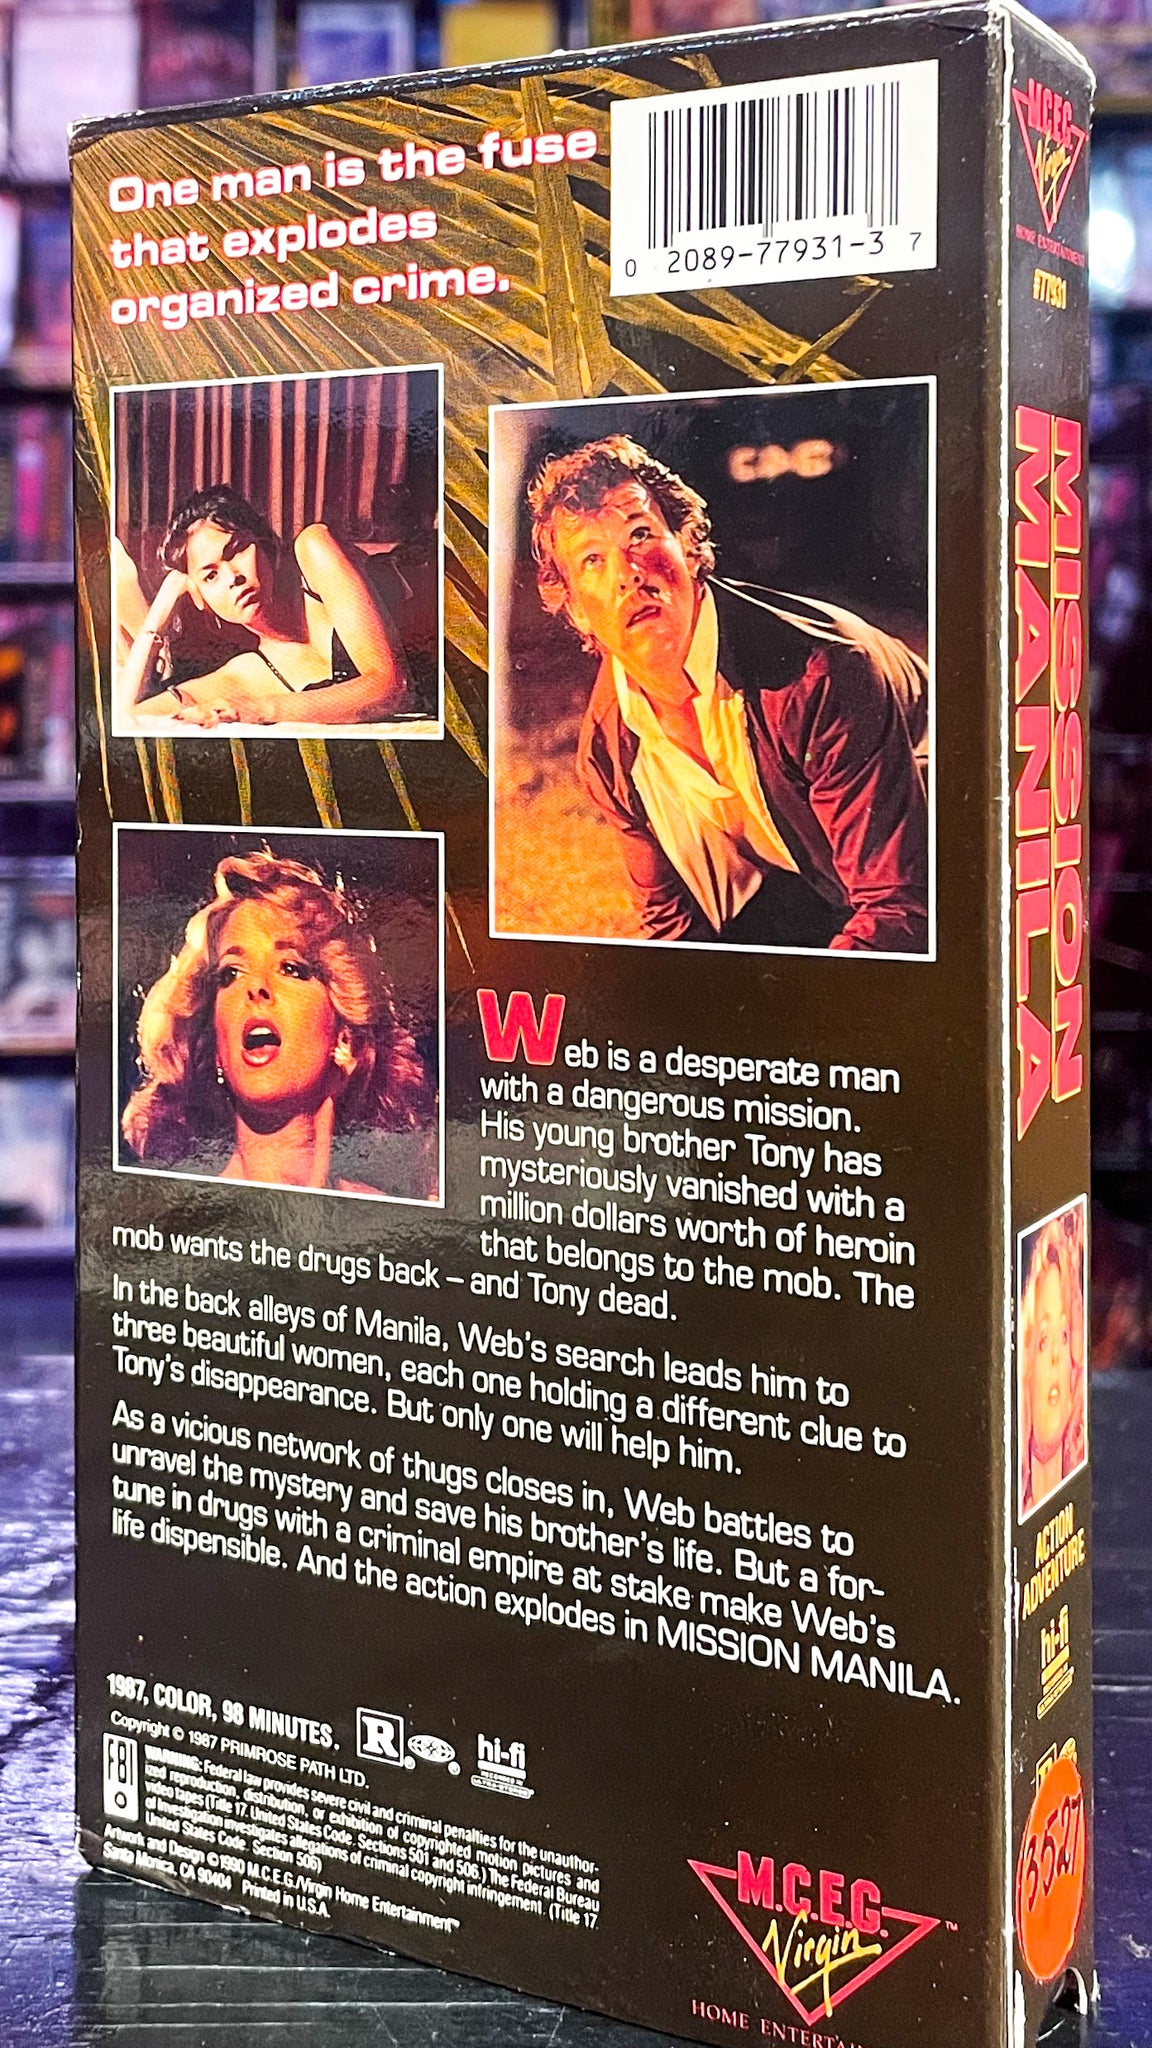 One man is the fuse
that explodes
organized crime.
0 2089-77931-3 7
Web is a desperate man
with a dangerous mission.
His young brother Tony has
mysteriously vanished with a
million dollars worth of heroin
that belongs to the mob. The
mob wants the drugs back – and Tony dead.
In the back alleys of Manila, Web's search leads him to
three beautiful women, each one holding a different clue to
Tony's disappearance. But only one will help him.
As a vicious network of thugs closes in, Web battles to
unravel the mystery and save his brother's life. But a for-
tune in drugs with a criminal empire at stake make Web's
life dispensible. And the action explodes in MISSION MANILA.
1987, COLOR, 98 MINUTES.
R
hi-fi
RECORDED IN
Copyright © 1987 PRIMROSE PATH LTD.
FBI
WARNING: Federal law provides severe civil and criminal penalties for the unauthor-
ized reproduction, distribution, or exhibition of copyrighted motion pictures and
video tapes (Title 17. United States Code. Sections 501 and 506.) The Federal Bureau
of Investigation investigates allegations of criminal copyright infringement. (Title 17
United States Code. Section 506)
Artwork and Design © 1990 M.C.E.G./Virgin Home Entertainment™
Santa Monica, CA 90404 Printed in U.S.A.
M.C.E.G.
Virgin
™
HOME
M.C.E.G.
Virgin
HOME ENTERTAINMENT
#77931
MISSION
MANILA
ACTION
ADVENTURE
hi-fi
3527